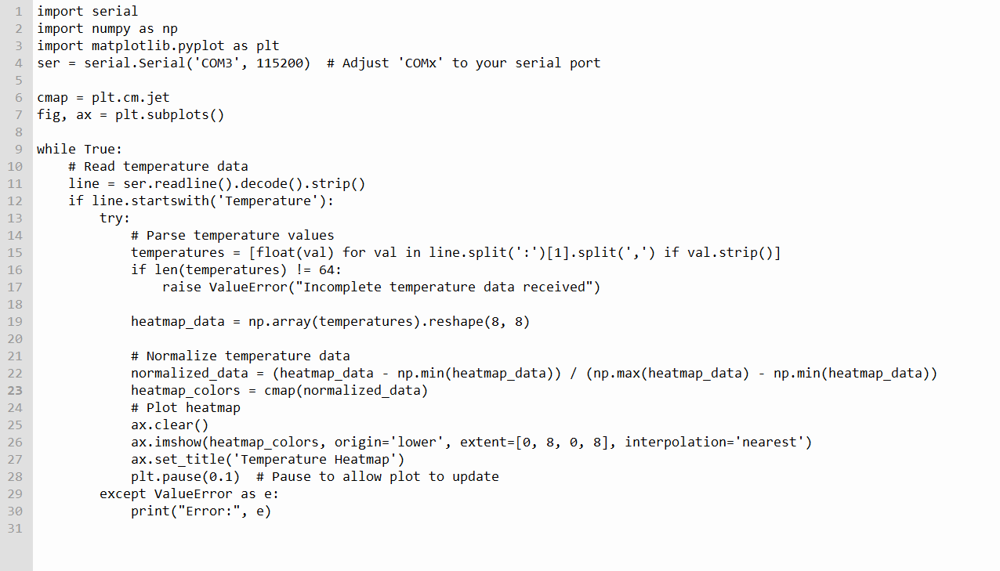 1 import serial
2 import numpy as np
3 import matplotlib.pyplot as plt
4 ser = serial.Serial('COM3', 115200)  # Adjust 'COMx' to your serial port
5
6 cmap = plt.cm.jet
7 fig, ax = plt.subplots()
8
9 while True:
10     # Read temperature data
11     line = ser.readline().decode().strip()
12     if line.startswith('Temperature'):
13         try:
14             # Parse temperature values
15             temperatures = [float(val) for val in line.split(':')[1].split(',') if val.strip()]
16             if len(temperatures) != 64:
17                 raise ValueError("Incomplete temperature data received")
18
19             heatmap_data = np.array(temperatures).reshape(8, 8)
20
21             # Normalize temperature data
22             normalized_data = (heatmap_data - np.min(heatmap_data)) / (np.max(heatmap_data) - np.min(heatmap_data))
23             heatmap_colors = cmap(normalized_data)
24             # Plot heatmap
25             ax.clear()
26             ax.imshow(heatmap_colors, origin='lower', extent=[0, 8, 0, 8], interpolation='nearest')
27             ax.set_title('Temperature Heatmap')
28             plt.pause(0.1)  # Pause to allow plot to update
29         except ValueError as e:
30             print("Error:", e)
31